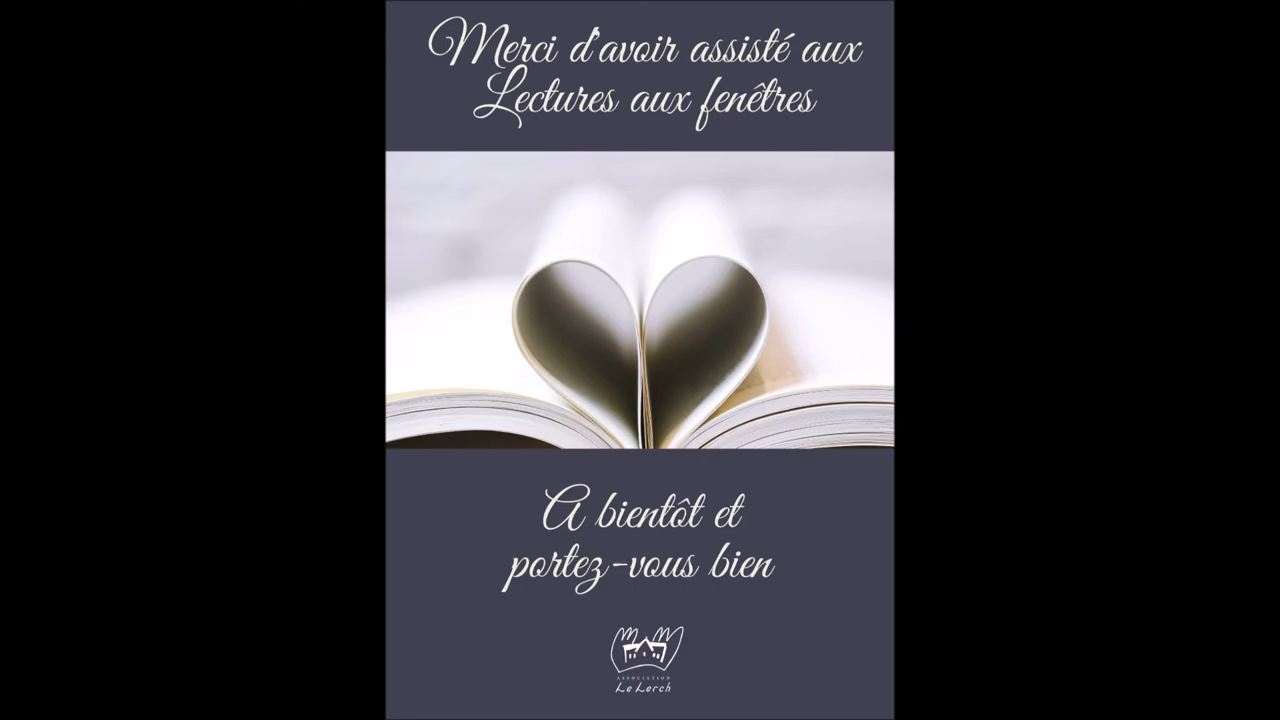 Merci d'avoir assisté aux
Lectures aux fenêtres
A bientôt et
portez-vous bien
ASSOCIATION
Le Lerch